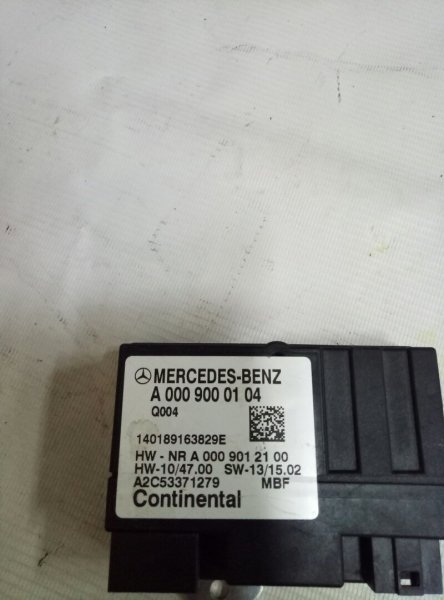 MERCEDES-BENZ
A 000 900 01 04
Q004
140189163829E
HW - NR A 000 901 21 00
HW-10/47.00 SW-13/15.02
A2C53371279 MBF
Continental